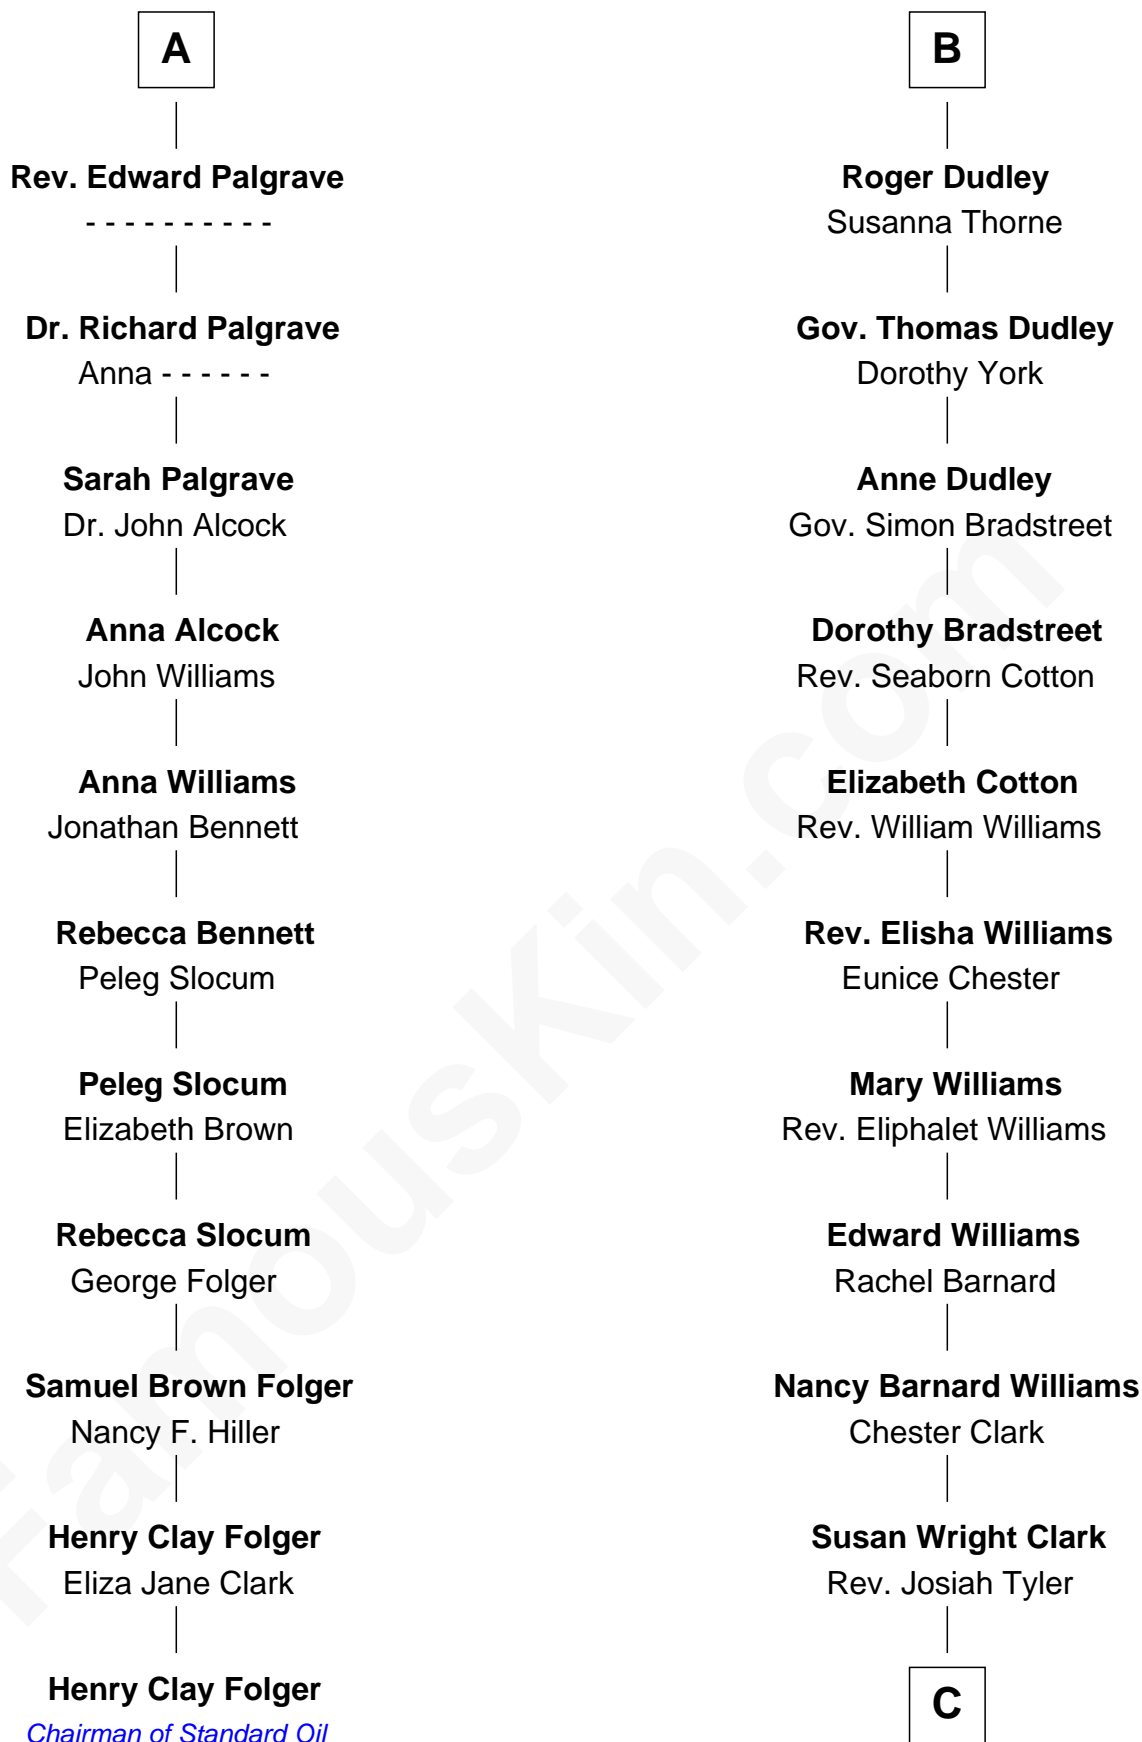 A
Rev. Edward Palgrave
- - - - - - - - - -
Dr. Richard Palgrave
Anna - - - - - -
Sarah Palgrave
Dr. John Alcock
Anna Alcock
John Williams
Anna Williams
Jonathan Bennett
Rebecca Bennett
Peleg Slocum
Peleg Slocum
Elizabeth Brown
Rebecca Slocum
George Folger
Samuel Brown Folger
Nancy F. Hiller
Henry Clay Folger
Eliza Jane Clark
Henry Clay Folger
Chairman of Standard Oil
B
Roger Dudley
Susanna Thorne
Gov. Thomas Dudley
Dorothy York
Anne Dudley
Gov. Simon Bradstreet
Dorothy Bradstreet
Rev. Seaborn Cotton
Elizabeth Cotton
Rev. William Williams
Rev. Elisha Williams
Eunice Chester
Mary Williams
Rev. Eliphalet Williams
Edward Williams
Rachel Barnard
Nancy Barnard Williams
Chester Clark
Susan Wright Clark
Rev. Josiah Tyler
C
FamousKin.com